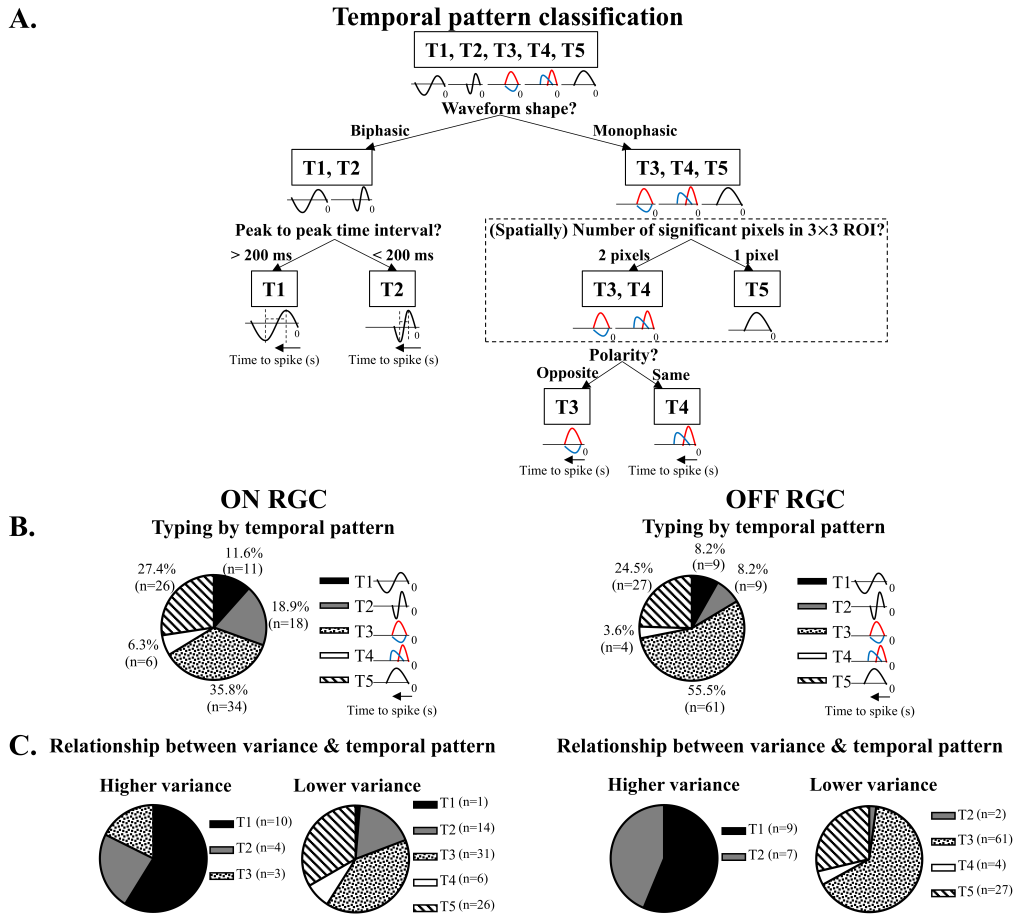 A.
Temporal pattern classification
T1, T2, T3, T4, T5
0 0 0 0 0
Waveform shape?
Biphasic Monophasic
T1, T2 T3, T4, T5
0 0 0 0 0
Peak to peak time interval? (Spatially) Number of significant pixels in 3×3 ROI?
> 200 ms < 200 ms 2 pixels 1 pixel
T1 T2 T3, T4 T5
0 0 0 0 0
Time to spike (s) Time to spike (s)
Polarity?
Opposite Same
T3 T4
0 0
Time to spike (s) Time to spike (s)
B.
ON RGC
Typing by temporal pattern
11.6%
(n=11)
18.9%
(n=18)
35.8%
(n=34)
6.3%
(n=6)
27.4%
(n=26)
T1 0
T2 0
T3 0
T4 0
T5 0
Time to spike (s)
OFF RGC
Typing by temporal pattern
8.2%
(n=9)
8.2%
(n=9)
55.5%
(n=61)
3.6%
(n=4)
24.5%
(n=27)
T1 0
T2 0
T3 0
T4 0
T5 0
Time to spike (s)
C.
Relationship between variance & temporal pattern
Higher variance
T1 (n=10)
T2 (n=4)
T3 (n=3)
Lower variance
T1 (n=1)
T2 (n=14)
T3 (n=31)
T4 (n=6)
T5 (n=26)
Relationship between variance & temporal pattern
Higher variance
T1 (n=9)
T2 (n=7)
Lower variance
T2 (n=2)
T3 (n=61)
T4 (n=4)
T5 (n=27)